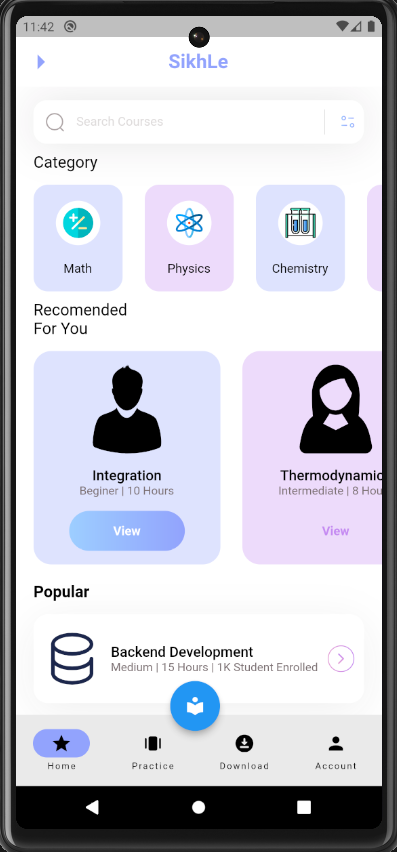 11:42
SikhLe
Search Courses
Category
Math
Physics
Chemistry
Recomended
For You
Integration
Beginer | 10 Hours
View
Thermodynamic
Intermediate | 8 Hou
View
Popular
Backend Development
Medium | 15 Hours | 1K Student Enrolled
Home
Practice
Download
Account